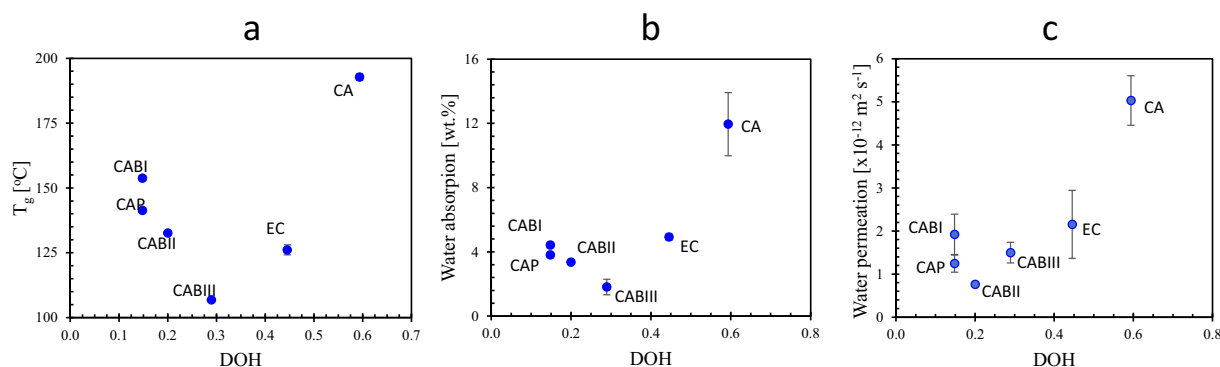 a
b
c
200
175
150
125
100
T_g [°C]
CA
CABI
CAP
CABII
EC
CABIII
0.0 0.1 0.2 0.3 0.4 0.5 0.6 0.7
DOH
16
12
8
4
0
Water absorpion [wt.%]
CA
CABI
CABII
EC
CAP
CABIII
0.0 0.2 0.4 0.6 0.8
DOH
6
5
4
3
2
1
0
Water permeation [x10⁻¹² m² s⁻¹]
CA
CABI
EC
CAP
CABIII
CABII
0.0 0.2 0.4 0.6 0.8
DOH